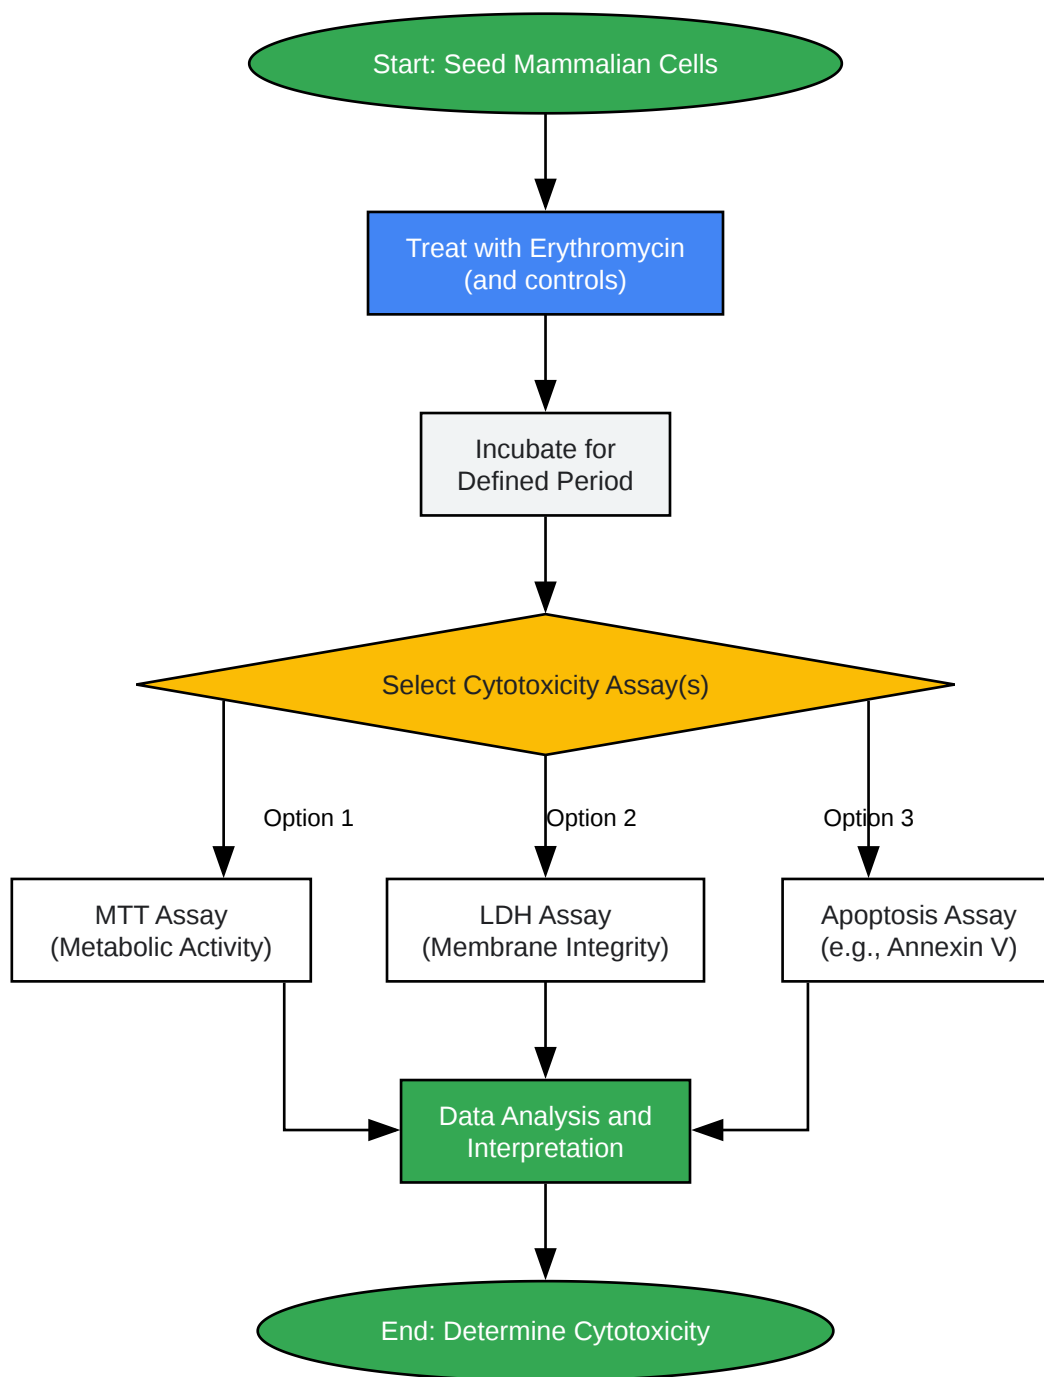 Start: Seed Mammalian Cells
Treat with Erythromycin
(and controls)
Incubate for
Defined Period
Select Cytotoxicity Assay(s)
Option 1
Option 2
Option 3
MTT Assay
(Metabolic Activity)
LDH Assay
(Membrane Integrity)
Apoptosis Assay
(e.g., Annexin V)
Data Analysis and
Interpretation
End: Determine Cytotoxicity